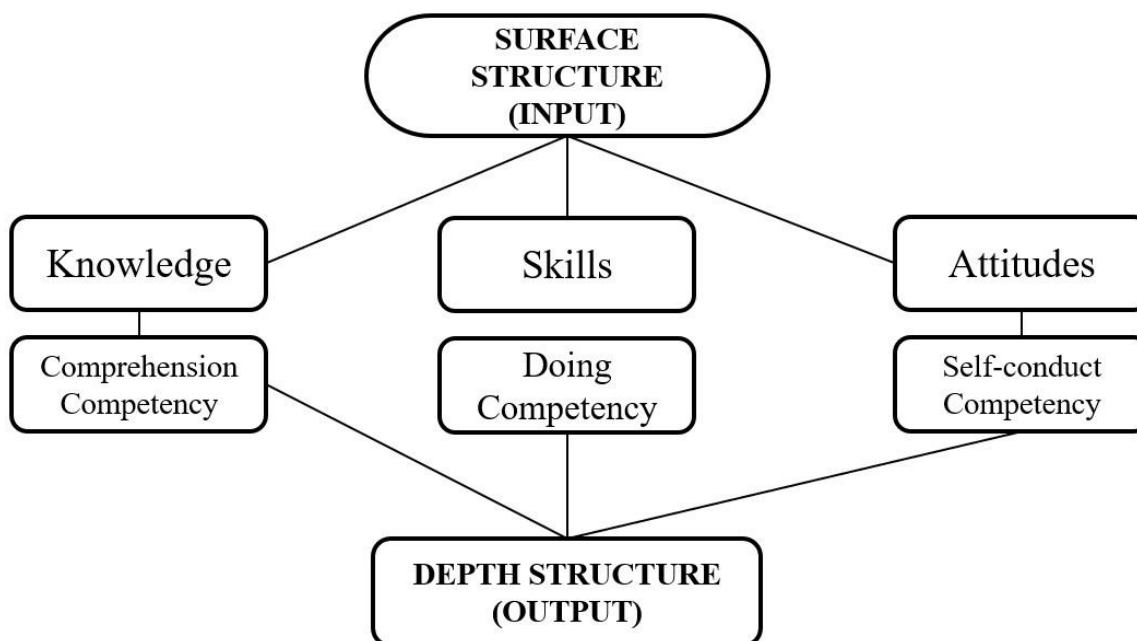 SURFACE
STRUCTURE
(INPUT)
Knowledge
Skills
Attitudes
Comprehension
Competency
Doing
Competency
Self-conduct
Competency
DEPTH STRUCTURE
(OUTPUT)